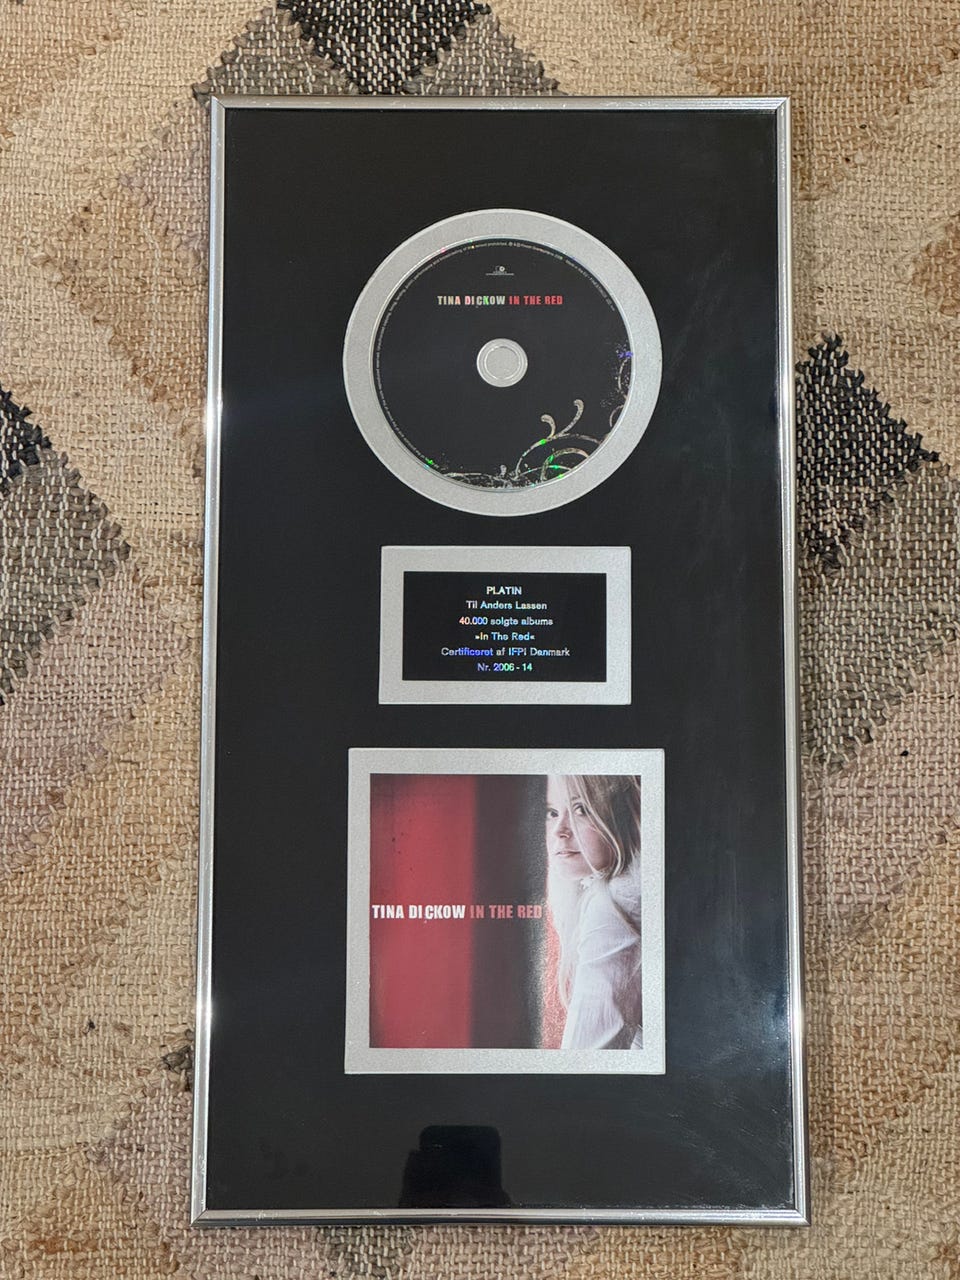 TINA DICKOW IN THE RED
PLATIN
Til Anders Lassen
40.000 solgte albums
»In The Red«
Certificeret af IFPI Danmark
Nr. 2006 - 14
TINA DICKOW IN THE RED